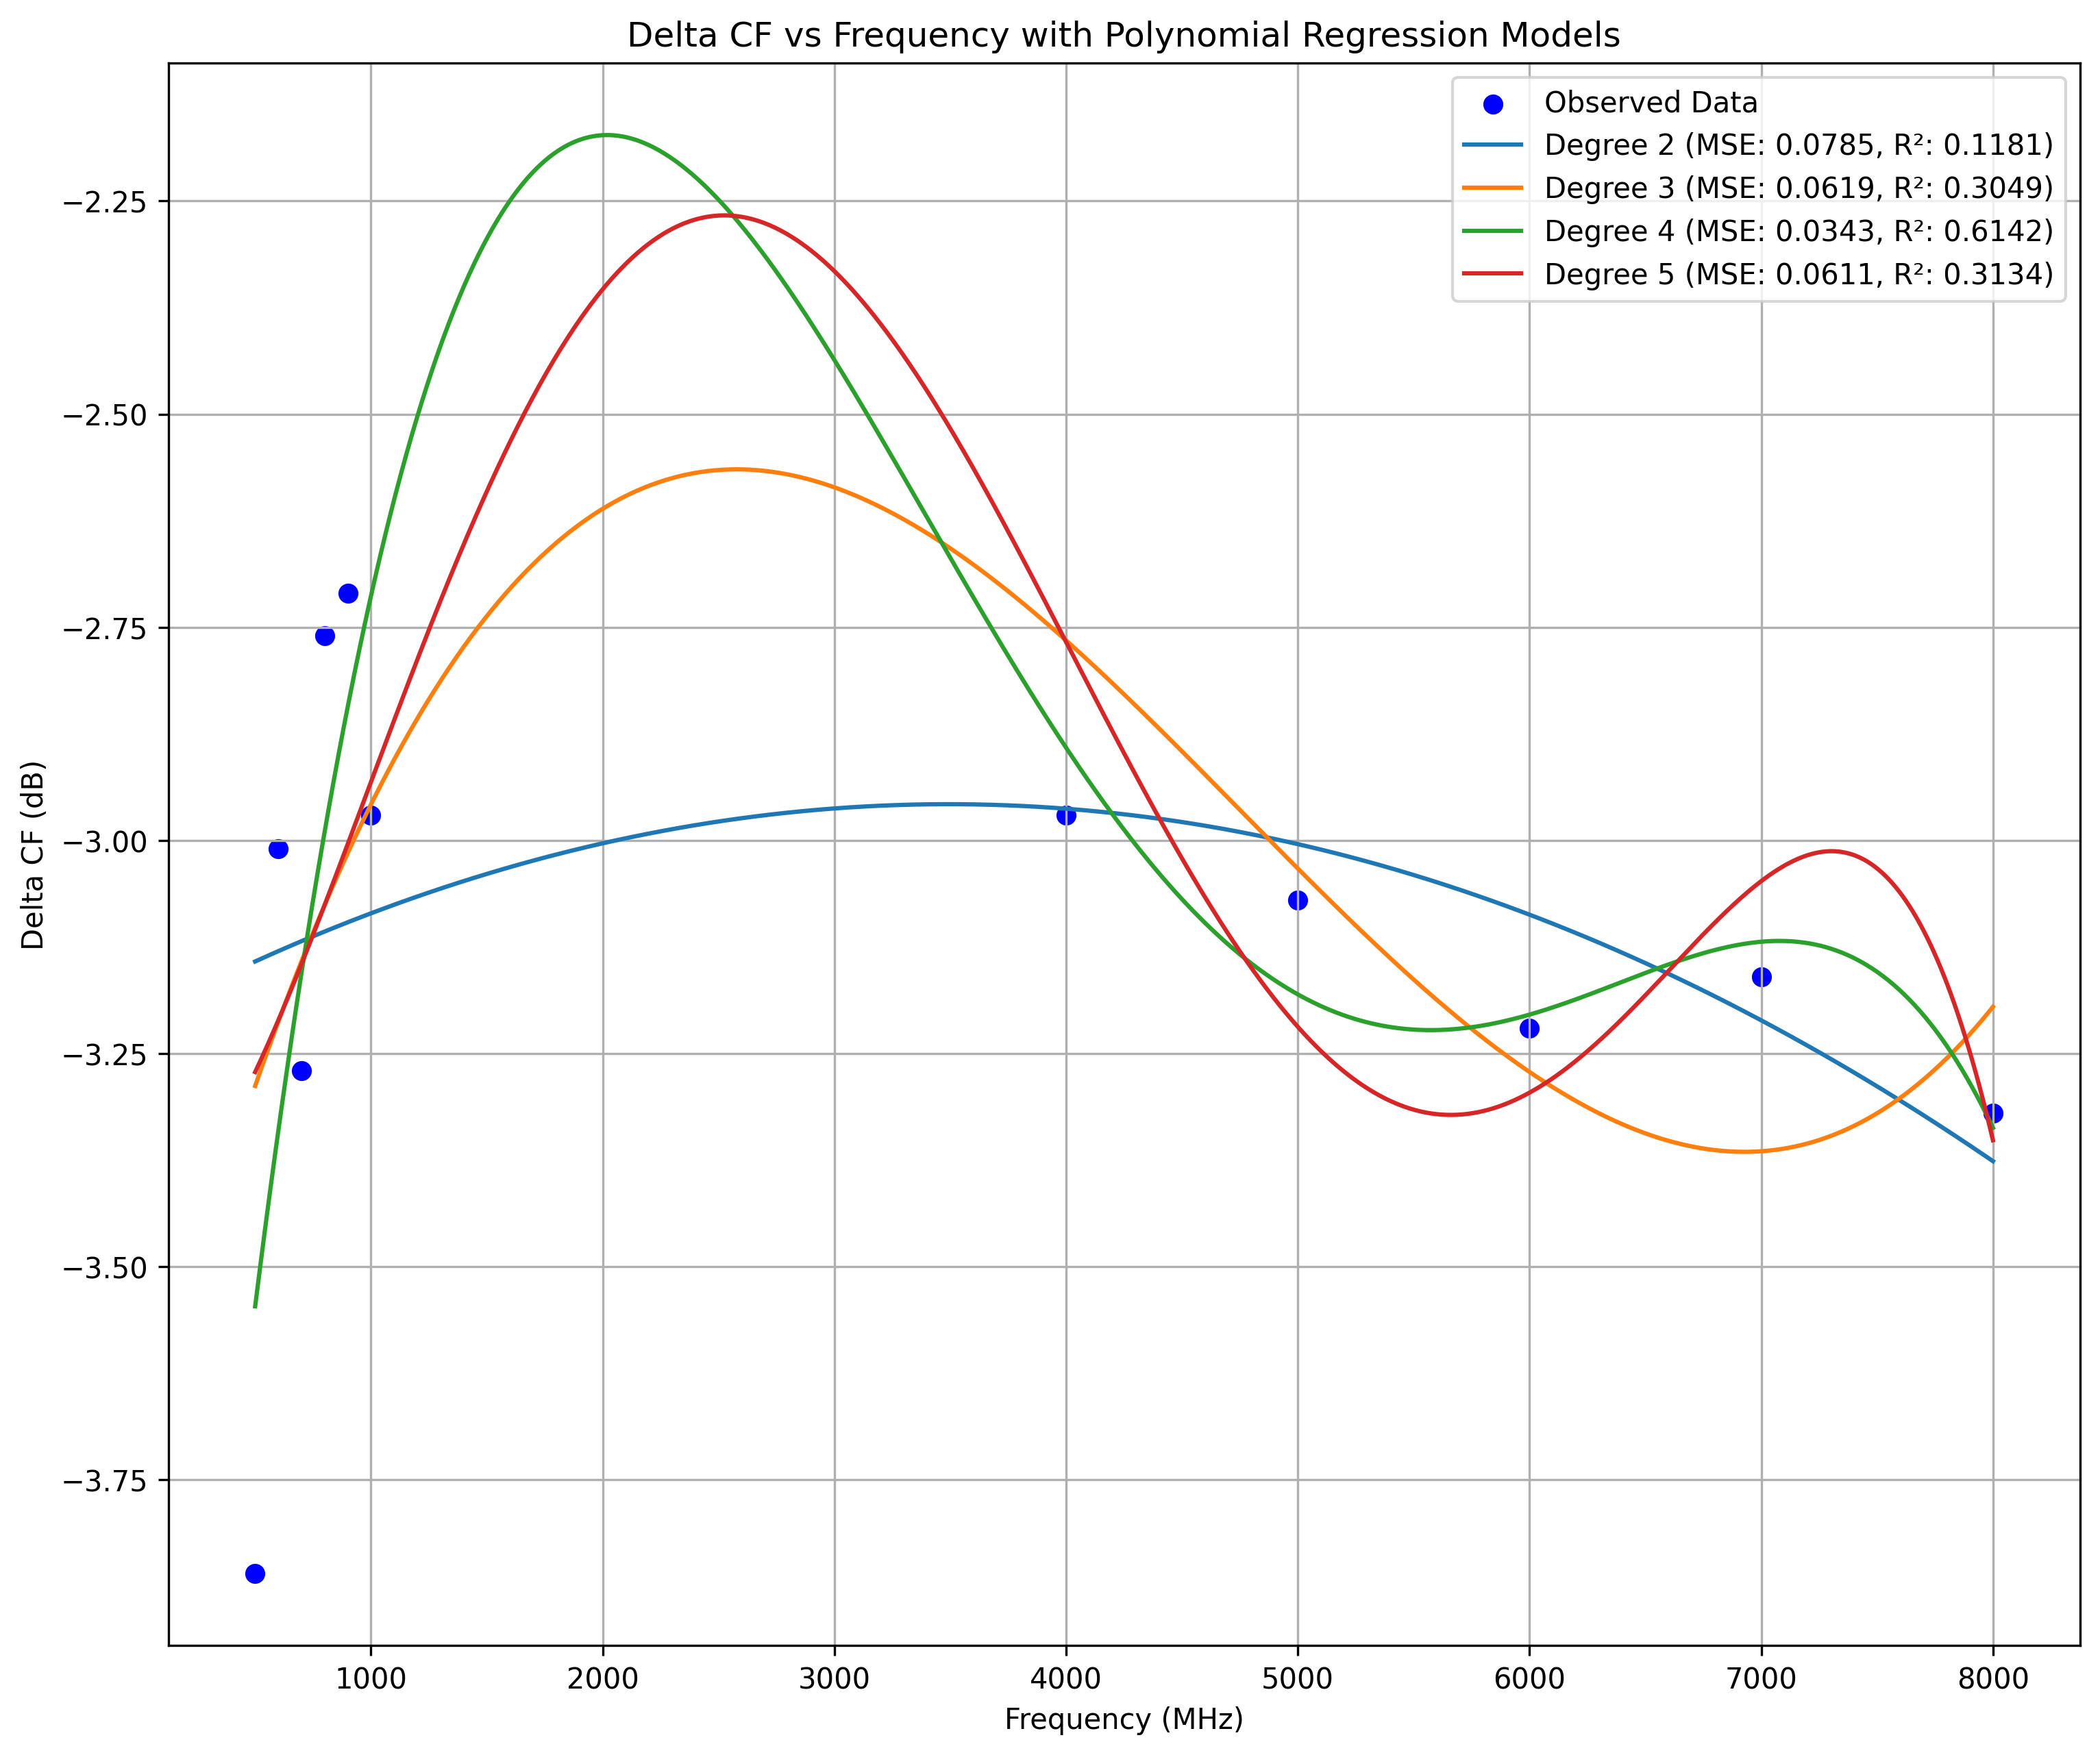 Delta CF vs Frequency with Polynomial Regression Models
Observed Data
Degree 2 (MSE: 0.0785, R²: 0.1181)
Degree 3 (MSE: 0.0619, R²: 0.3049)
Degree 4 (MSE: 0.0343, R²: 0.6142)
Degree 5 (MSE: 0.0611, R²: 0.3134)
Delta CF (dB)
−2.25
−2.50
−2.75
−3.00
−3.25
−3.50
−3.75
1000 2000 3000 4000 5000 6000 7000 8000
Frequency (MHz)